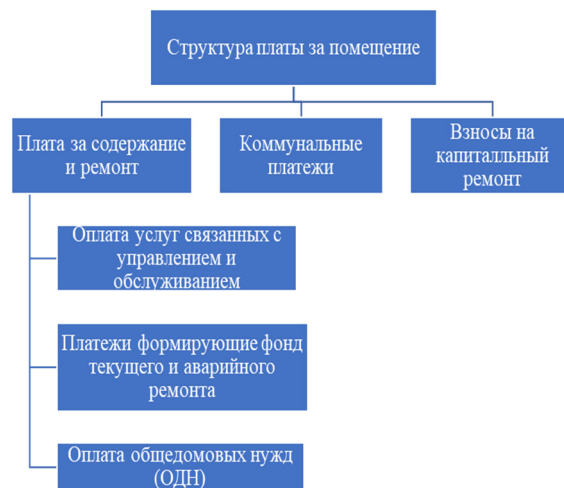 Структура платы за помещение
Плата за содержание
и ремонт
Коммунальные
платежи
Взносы на
капиталльный
ремонт
Оплата услуг связанных с
управлением и
обслуживанием
Платежи формирующие фонд
текущего и аварийного
ремонта
Оплата общедомовых нужд
(ОДН)